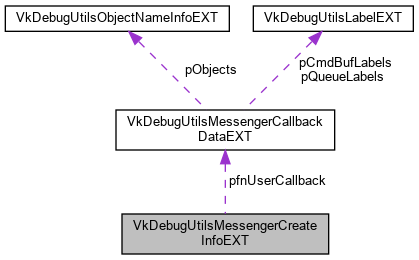 VkDebugUtilsObjectNameInfoEXT
VkDebugUtilsLabelEXT
pObjects
pCmdBufLabels
pQueueLabels
VkDebugUtilsMessengerCallback
DataEXT
pfnUserCallback
VkDebugUtilsMessengerCreate
InfoEXT